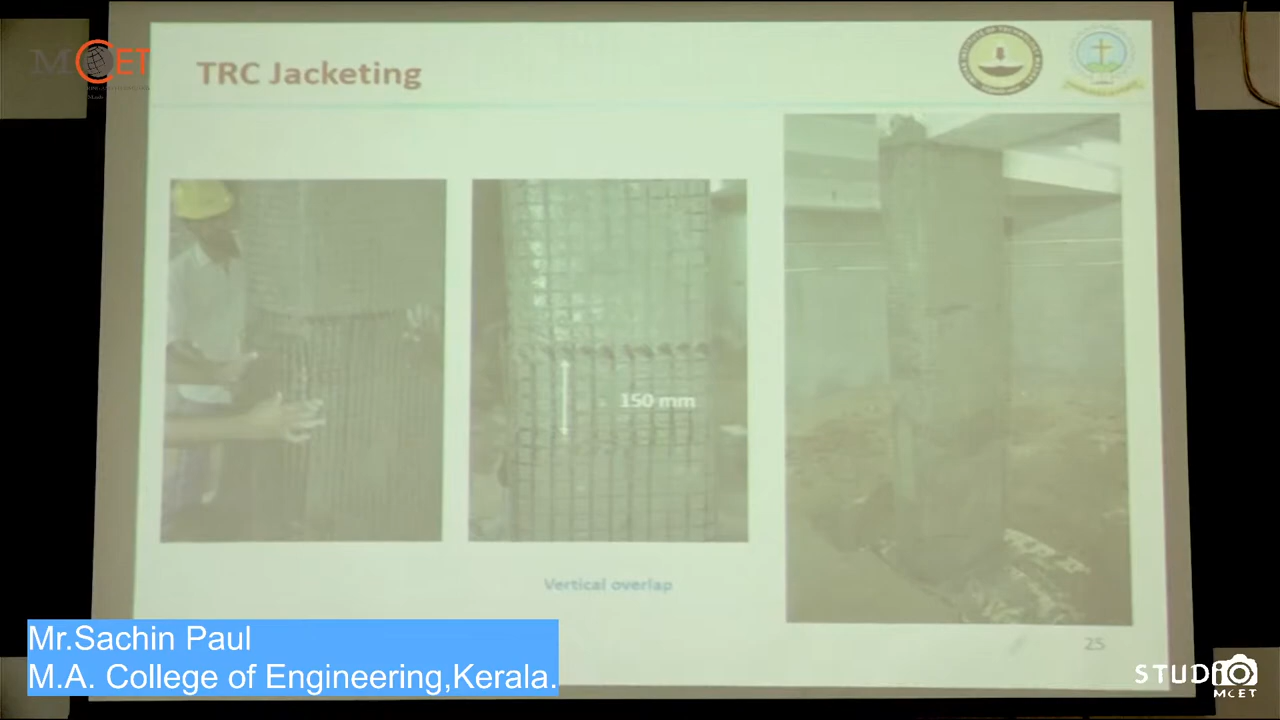 MCET
TRC Jacketing
150 mm
Vertical overlap
25
Mr.Sachin Paul
M.A. College of Engineering,Kerala.
STUDIO
MCET